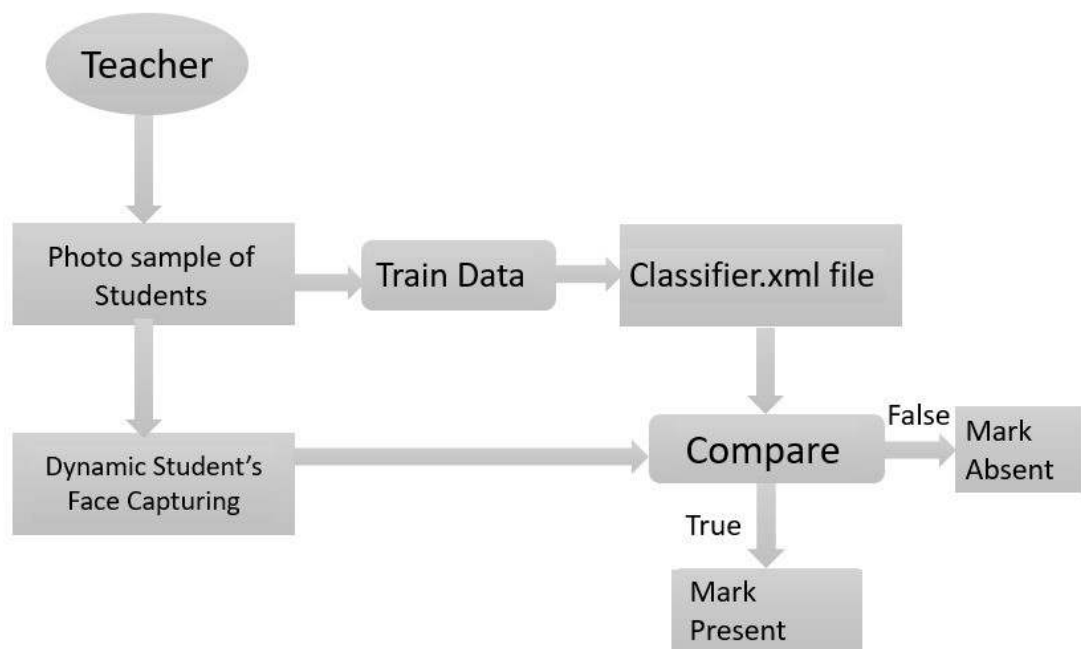 Teacher
Photo sample of
Students
Train Data
Classifier.xml file
Dynamic Student’s
Face Capturing
Compare
False
Mark
Absent
True
Mark
Present